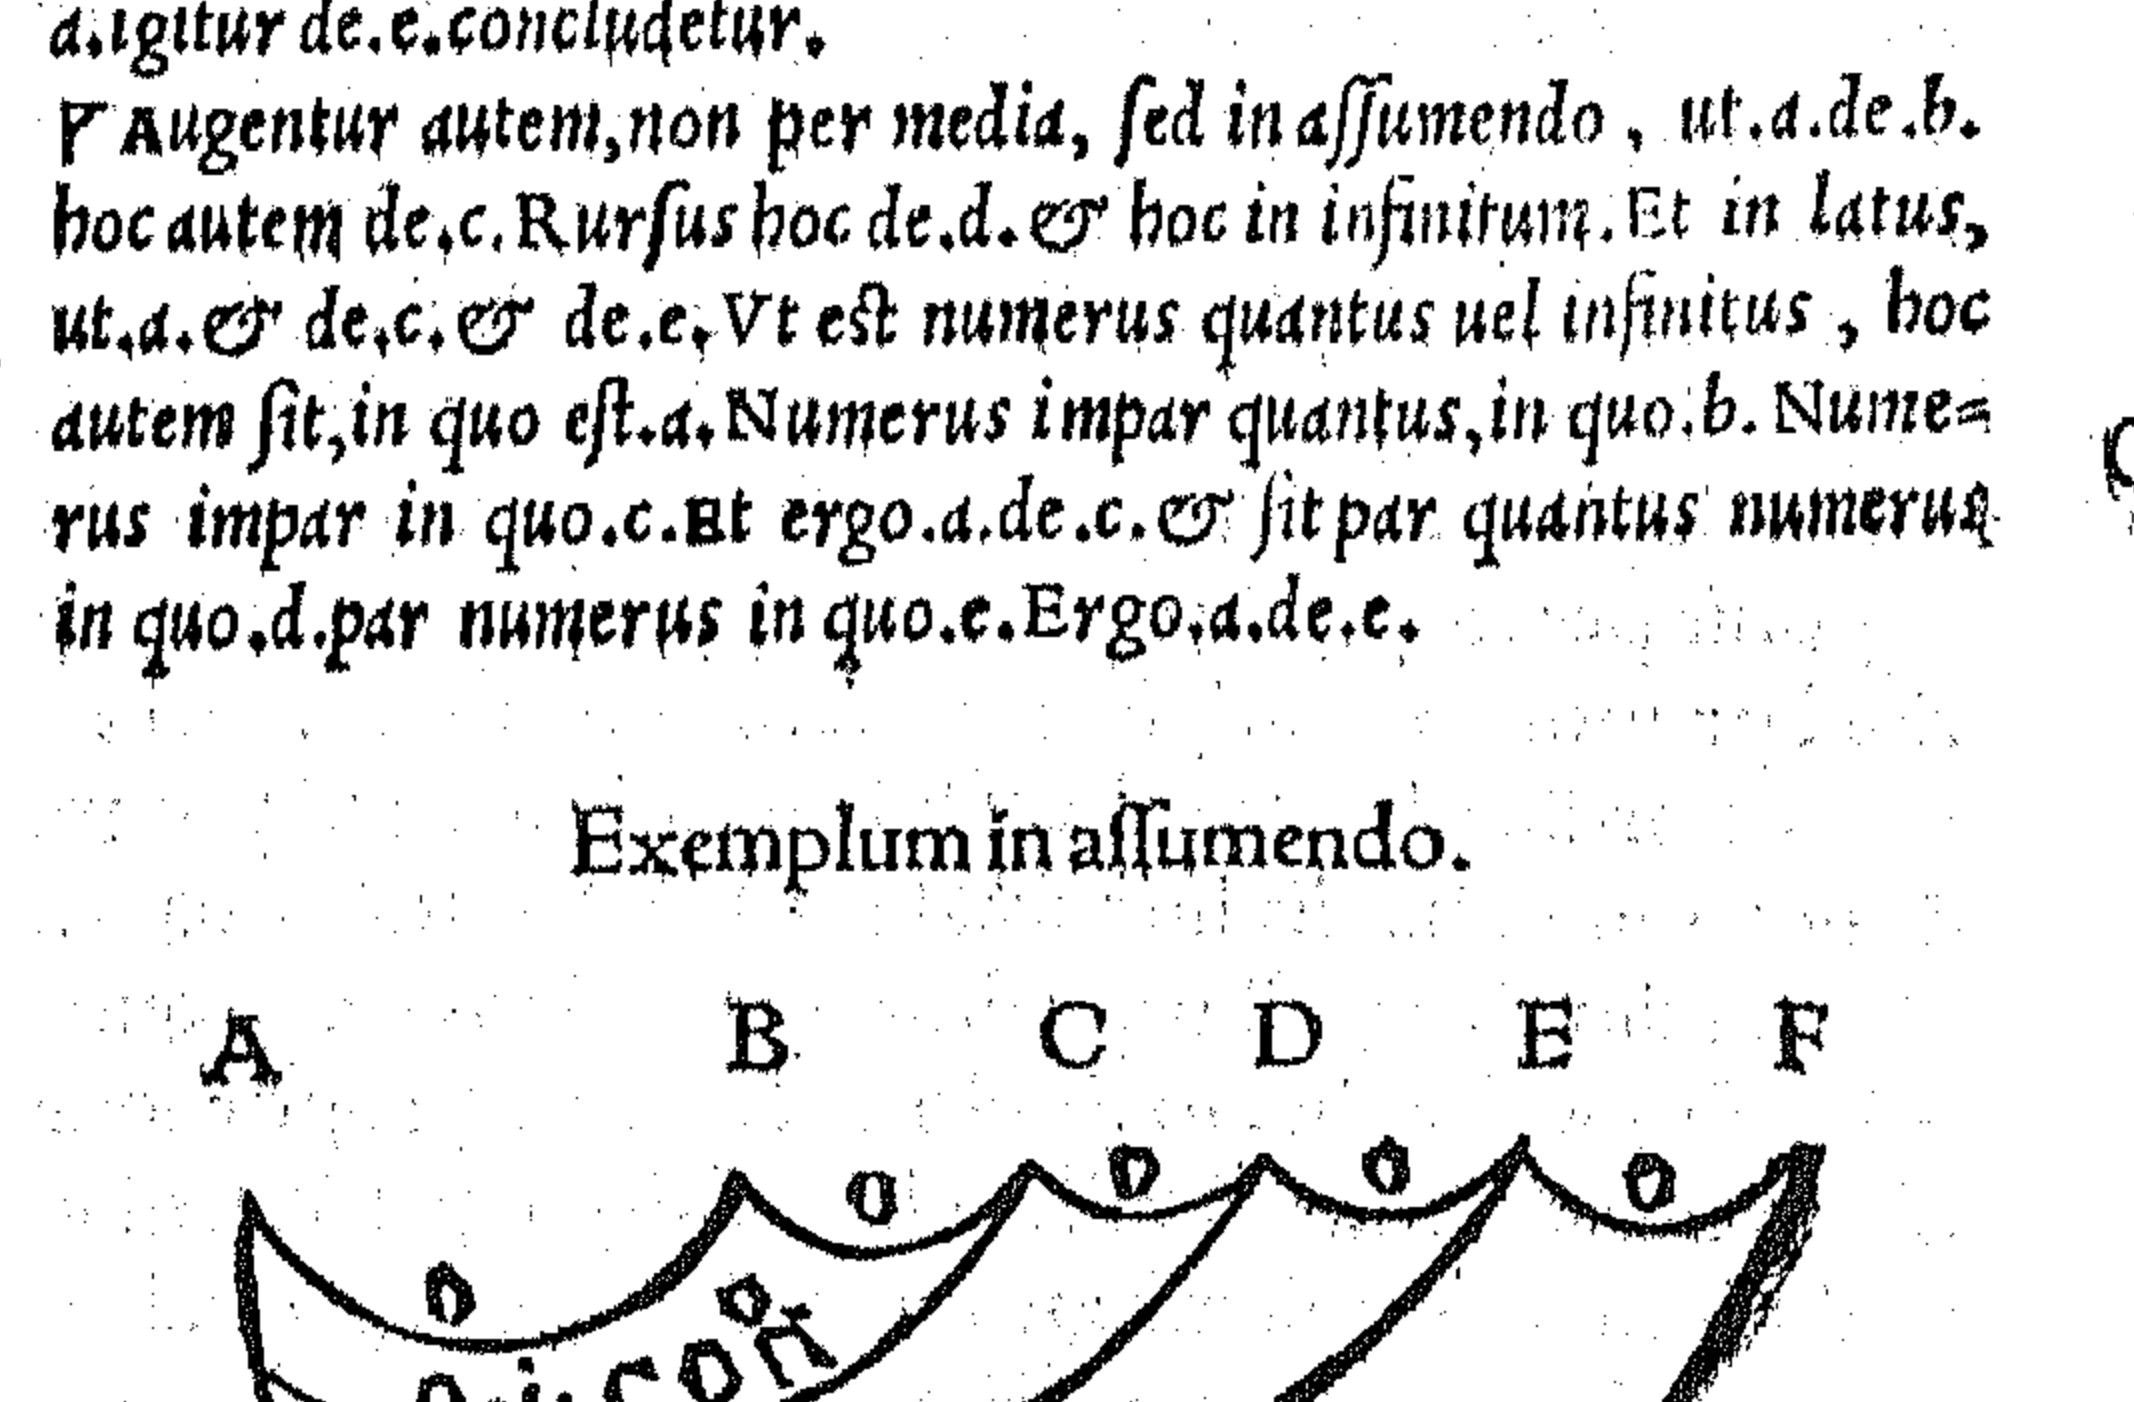 a.igitur de.e.concludetur.
Augentur autem,non per media, ſed in aſſumendo , ut.a.de.b.
hoc autem de.c.Rurſus hoc de.d.& hoc in infinitum.Et in latus,
ut.a.& de.c.& de.e.Vt eſt numerus quantus uel infinitus , hoc
autem ſit,in quo eſt.a.Numerus impar quantus,in quo.b. Nume=
rus impar in quo.c.Et ergo.a.de.c.& ſit par quantus numerus
in quo.d.par numerus in quo.e.Ergo.a.de.e.
Exemplum in aſſumendo.
A B C D E F
o o o o o
o